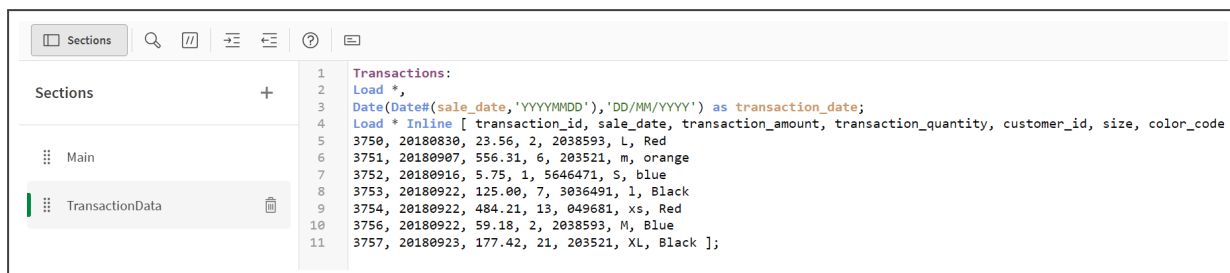 Sections
Sections
Main
TransactionData
1 Transactions:
2 Load *,
3 Date(Date#(sale_date,'YYYYMMDD'),'DD/MM/YYYY') as transaction_date;
4 Load * Inline [ transaction_id, sale_date, transaction_amount, transaction_quantity, customer_id, size, color_code
5 3750, 20180830, 23.56, 2, 2038593, L, Red
6 3751, 20180907, 556.31, 6, 203521, m, orange
7 3752, 20180916, 5.75, 1, 5646471, S, blue
8 3753, 20180922, 125.00, 7, 3036491, l, Black
9 3754, 20180922, 484.21, 13, 049681, xs, Red
10 3756, 20180922, 59.18, 2, 2038593, M, Blue
11 3757, 20180923, 177.42, 21, 203521, XL, Black ];